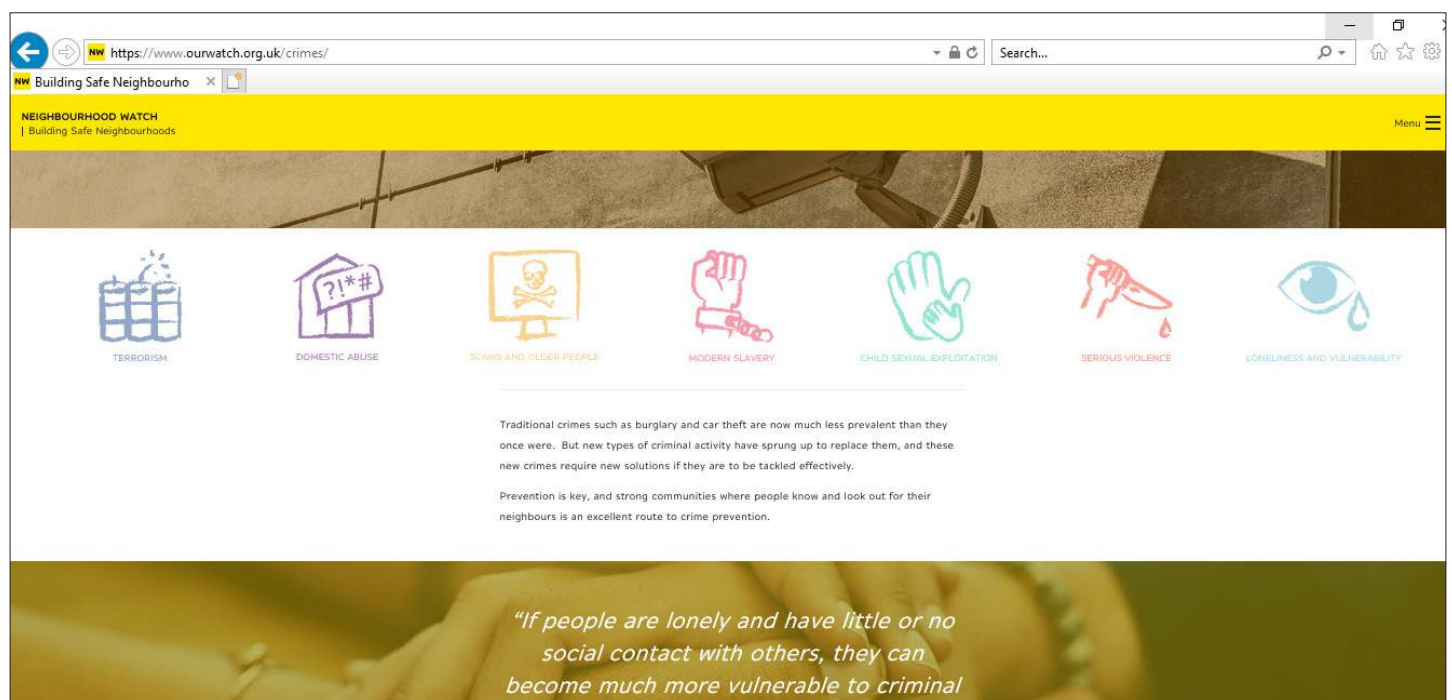 NW https://www.ourwatch.org.uk/crimes/ Search...
NW Building Safe Neighbourho
NEIGHBOURHOOD WATCH
| Building Safe Neighbourhoods
Menu
?!*#
TERRORISM DOMESTIC ABUSE SCAMS AND OLDER PEOPLE MODERN SLAVERY CHILD SEXUAL EXPLOITATION SERIOUS VIOLENCE LONELINESS AND VULNERABILITY
Traditional crimes such as burglary and car theft are now much less prevalent than they
once were. But new types of criminal activity have sprung up to replace them, and these
new crimes require new solutions if they are to be tackled effectively.
Prevention is key, and strong communities where people know and look out for their
neighbours is an excellent route to crime prevention.
"If people are lonely and have little or no
social contact with others, they can
become much more vulnerable to criminal